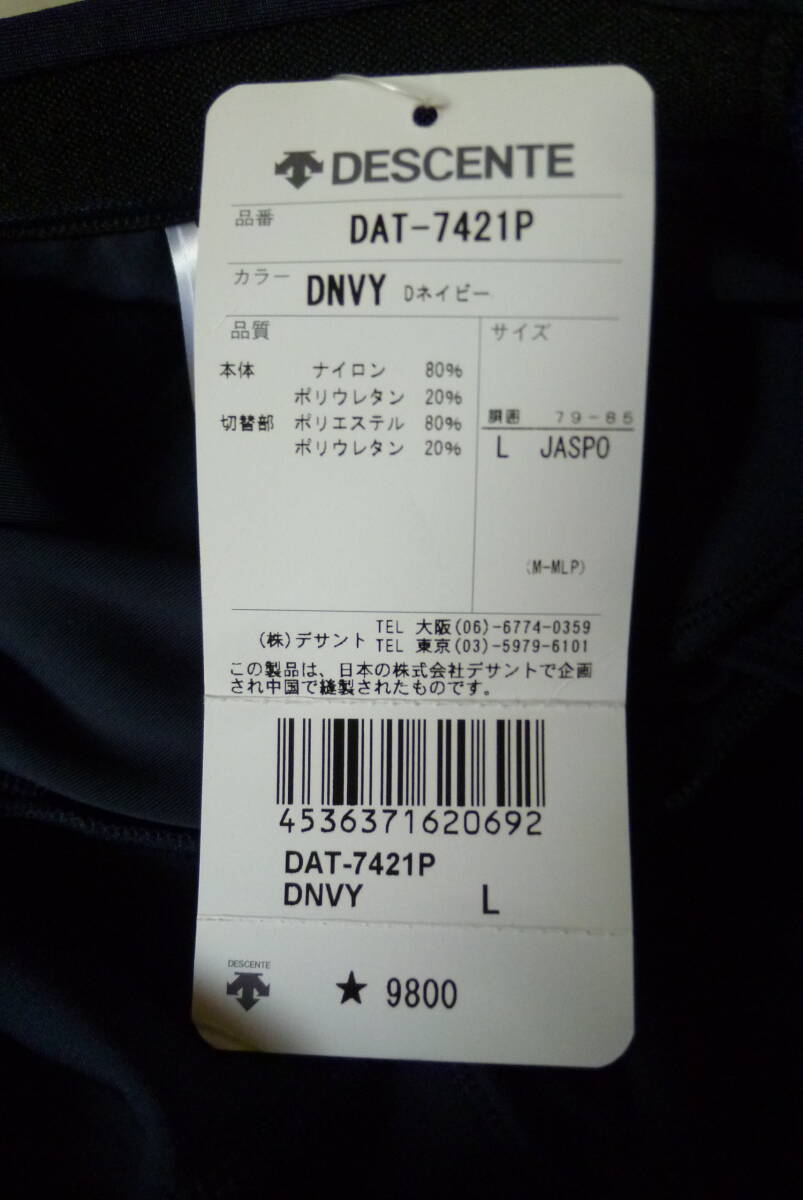 DESCENTE
品番 DAT-7421P
カラー DNVY Dネイビー
品質 サイズ
本体 ナイロン 80%
ポリウレタン 20%
切替部 ポリエステル 80%
ポリウレタン 20%
胴囲 79-85
L JASPO
(M-MLP)
(株)デサント TEL 大阪(06)-6774-0359
TEL 東京(03)-5979-6101
この製品は、日本の株式会社デサントで企画
され中国で縫製されたものです。
4536371620692
DAT-7421P
DNVY L
DESCENTE
★ 9800